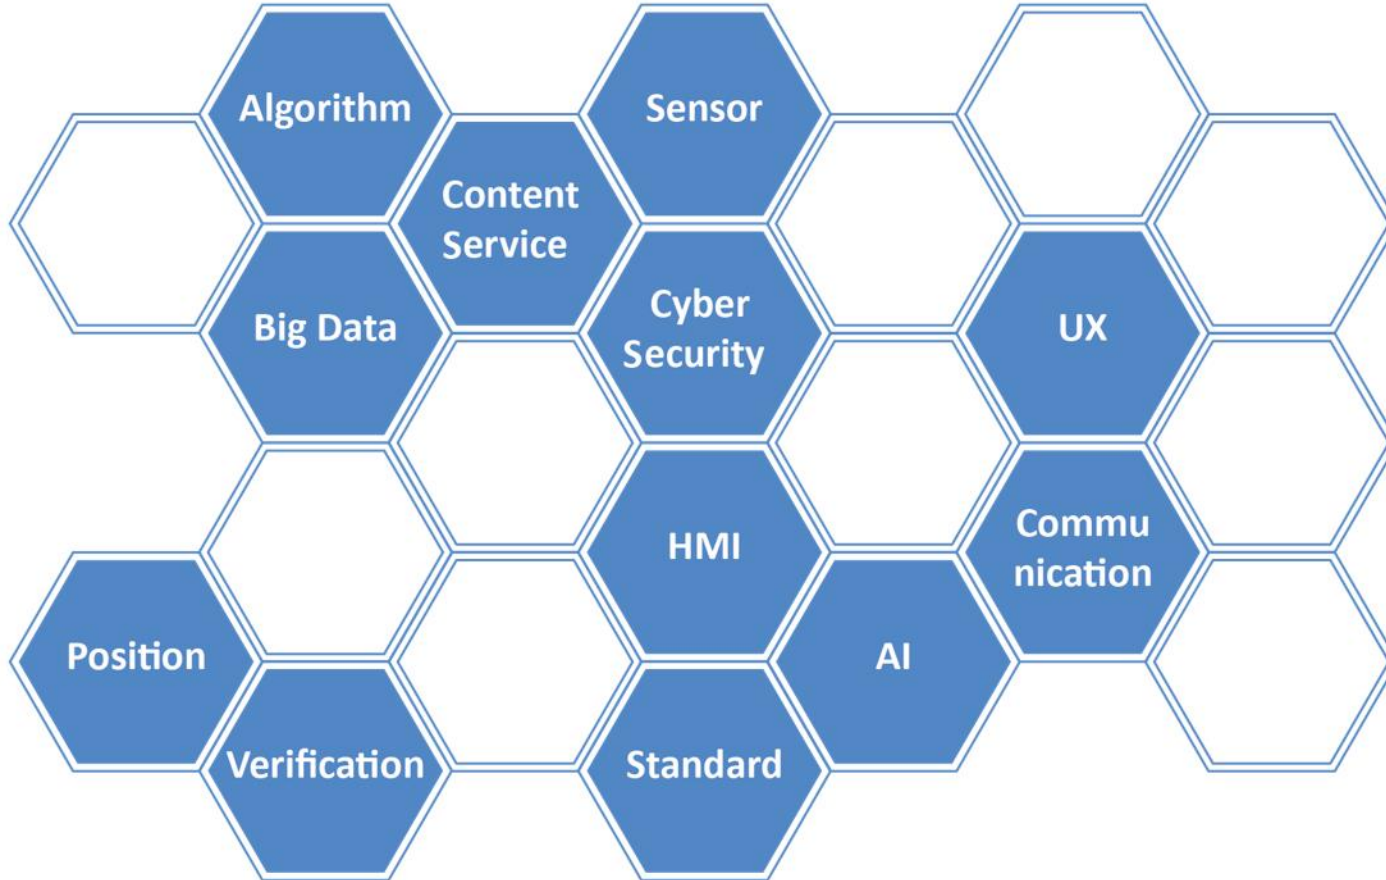 Algorithm
Sensor
Content
Service
Big Data
Cyber
Security
UX
HMI
Commu
nication
Position
AI
Verification
Standard